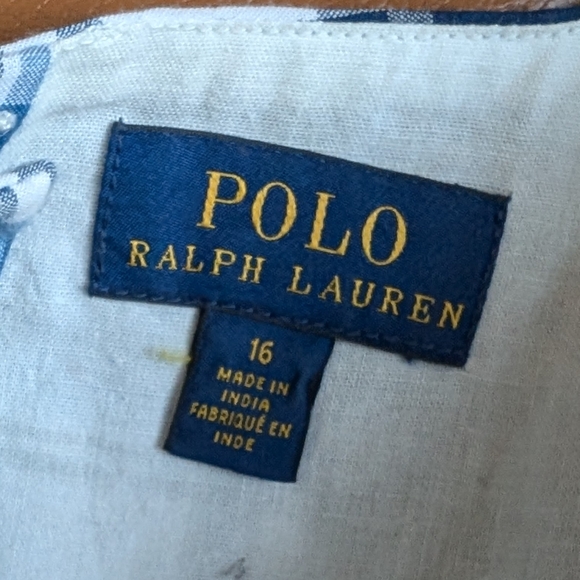 POLO
RALPH LAUREN
16
MADE IN
INDIA
FABRIQUÉ EN
INDE